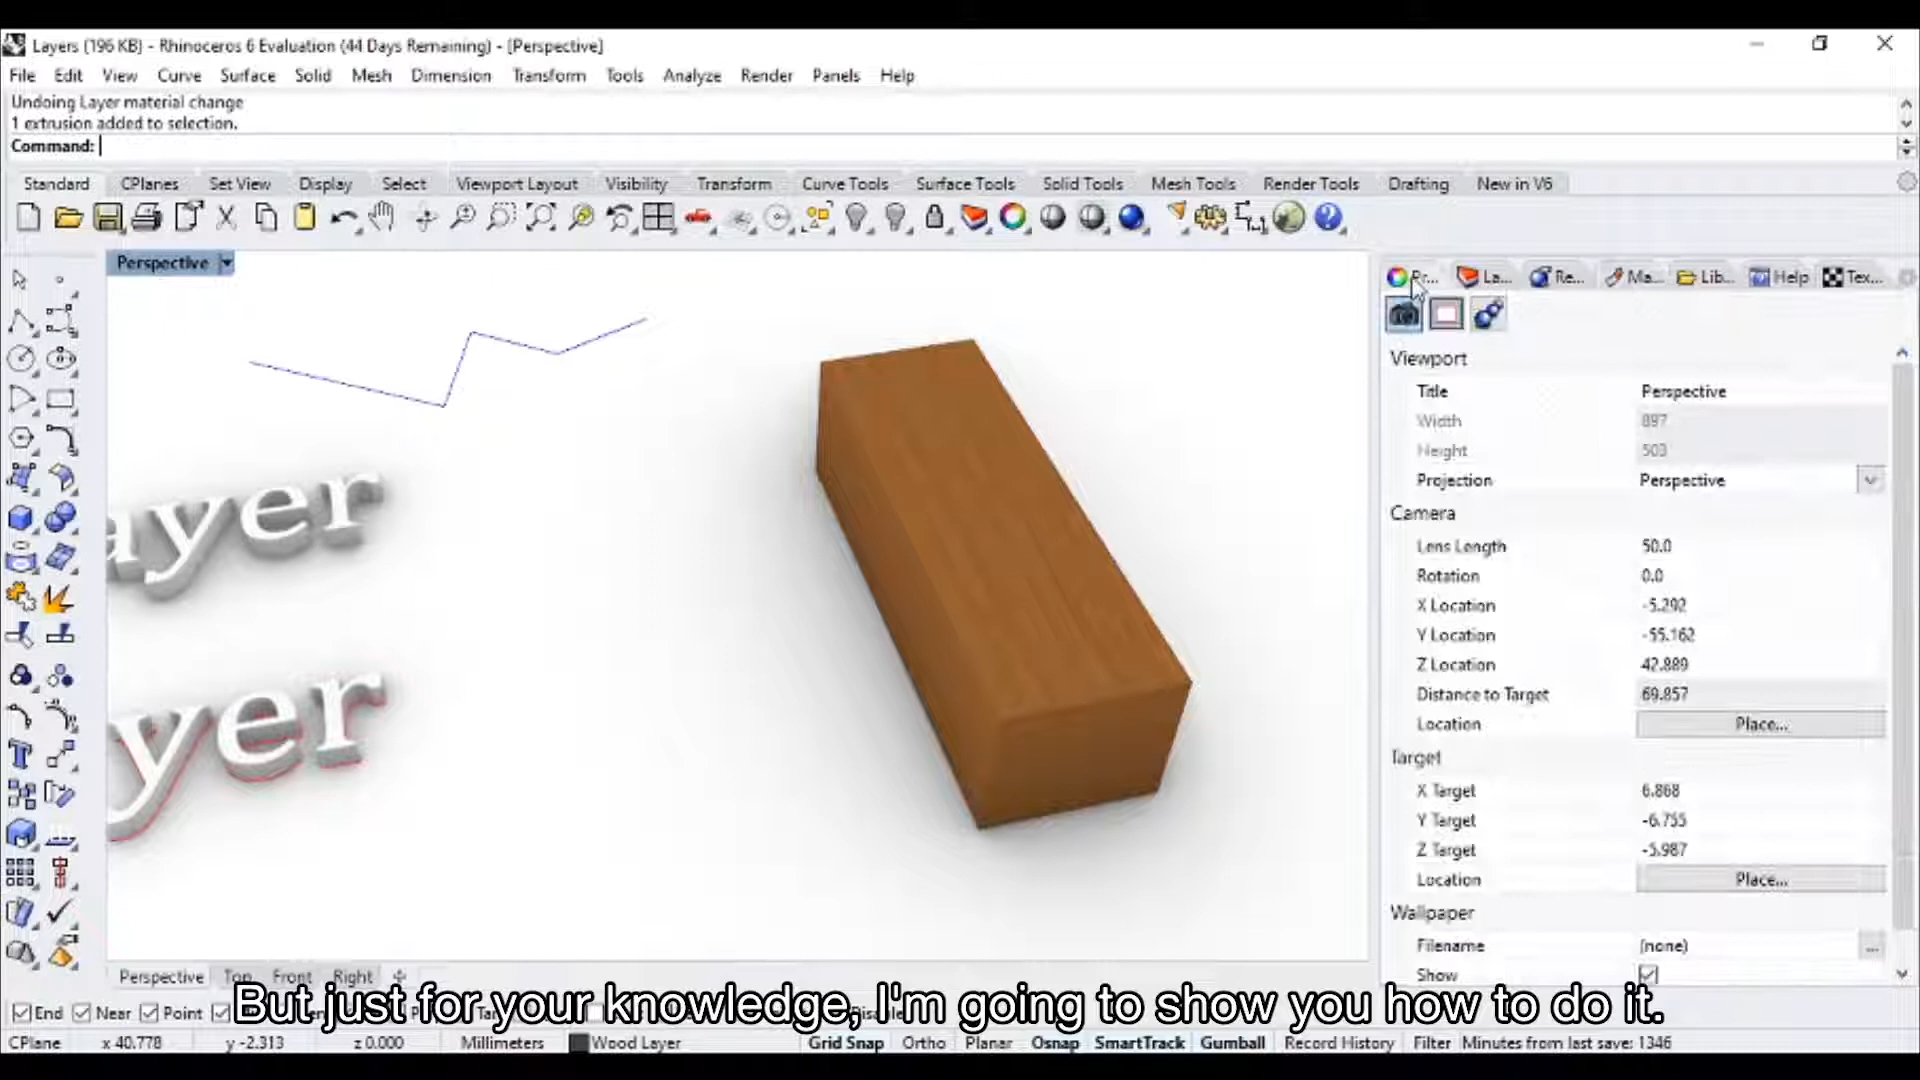 Layers (196 KB) - Rhinoceros 6 Evaluation (44 Days Remaining) - [Perspective]
File Edit View Curve Surface Solid Mesh Dimension Transform Tools Analyze Render Panels Help
Undoing Layer material change
1 extrusion added to selection.
Command:
Standard CPlanes Set View Display Select Viewport Layout Visibility Transform Curve Tools Surface Tools Solid Tools Mesh Tools Render Tools Drafting New in V6
Perspective
Pr... La... Re... Ma... Lib... Help Tex...
Viewport
Title Perspective
Width 897
Height 503
Projection Perspective
Camera
Lens Length 50.0
Rotation 0.0
X Location -5.292
Y Location -55.162
Z Location 42.889
Distance to Target 69.857
Location Place...
Target
X Target 6.868
Y Target -6.755
Z Target -5.987
Location Place...
Wallpaper
Filename (none) ...
Show
ayer
yer
Perspective Top Front Right
But just for your knowledge, I'm going to show you how to do it.
End Near Point
CPlane x 40.778 y -2.313 z 0.000 Millimeters Wood Layer Grid Snap Ortho Planar Osnap SmartTrack Gumball Record History Filter Minutes from last save: 1346